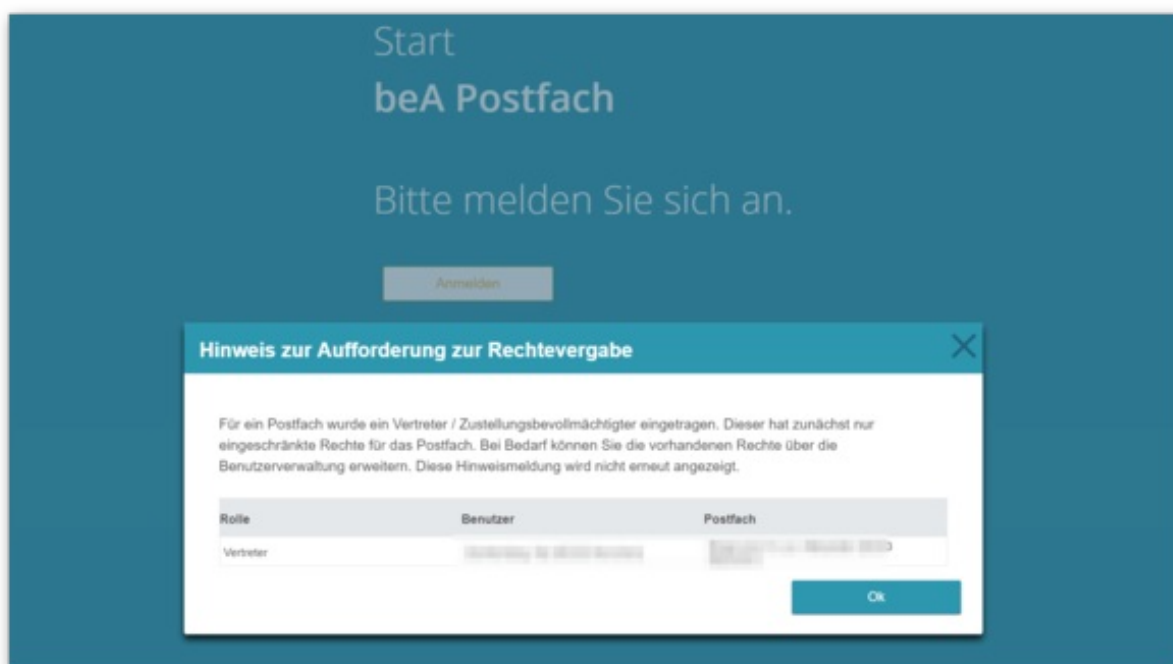 Start
beA Postfach
Bitte melden Sie sich an.
Anmelden
Hinweis zur Aufforderung zur Rechtevergabe
Für ein Postfach wurde ein Vertreter / Zustellungsbevollmächtigter eingetragen. Dieser hat zunächst nur
eingeschränkte Rechte für das Postfach. Bei Bedarf können Sie die vorhandenen Rechte über die
Benutzerverwaltung erweitern. Diese Hinweismeldung wird nicht erneut angezeigt.
Rolle Benutzer Postfach
Vertreter
Ok